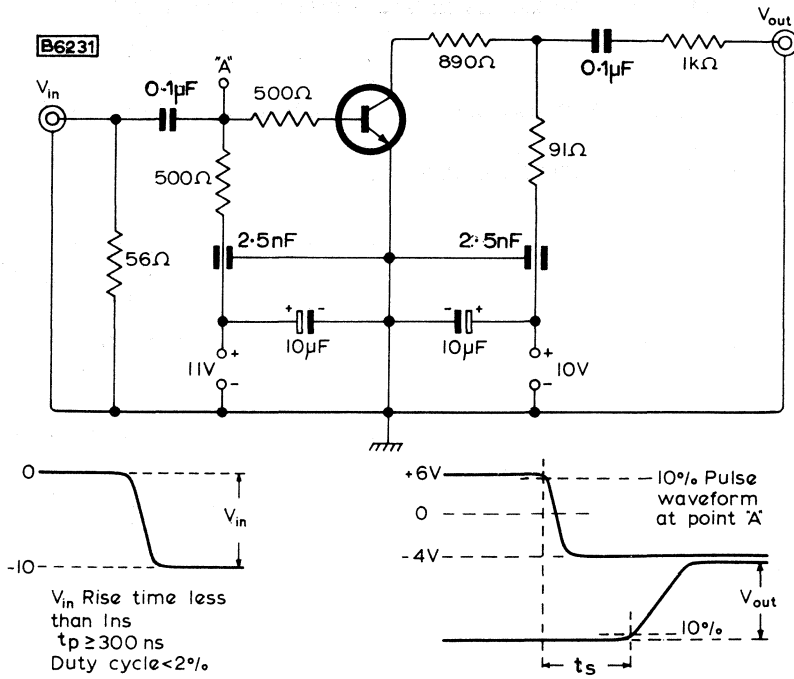 B6231
V_out
"A"
V_in
0·1μF
890Ω
0·1μF
1kΩ
500Ω
500Ω
91Ω
2·5nF
2·5nF
56Ω
+ -
- +
10μF
10μF
+
11V
-
+
10V
-
0
V_in
-10
V_in Rise time less
than 1ns
t_p ≥ 300 ns
Duty cycle<2%
+6V
10% Pulse
waveform
at point "A"
0
-4V
V_out
10%
t_s